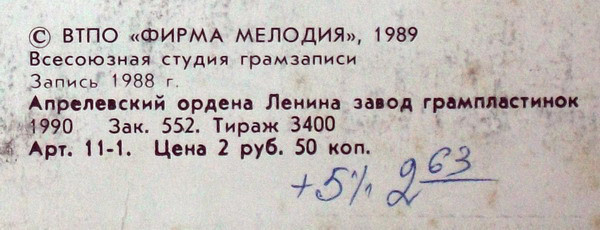 © ВТПО «ФИРМА МЕЛОДИЯ», 1989
Всесоюзная студия грамзаписи
Запись 1988 г.
Апрелевский ордена Ленина завод грампластинок
1990 Зак. 552. Тираж 3400
Арт. 11-1. Цена 2 руб. 50 коп.
+5% 2 63